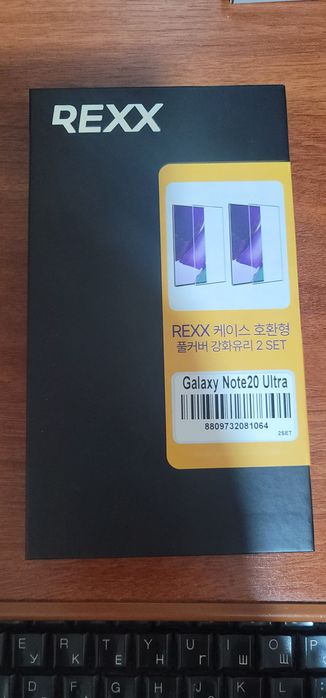 REXX
REXX 케이스 호환형
풀커버 강화유리 2 SET
Galaxy Note20 Ultra
8809732081064
2SET
E R T Y U I O P
У К Е Н Г Ш
D F G H J K L